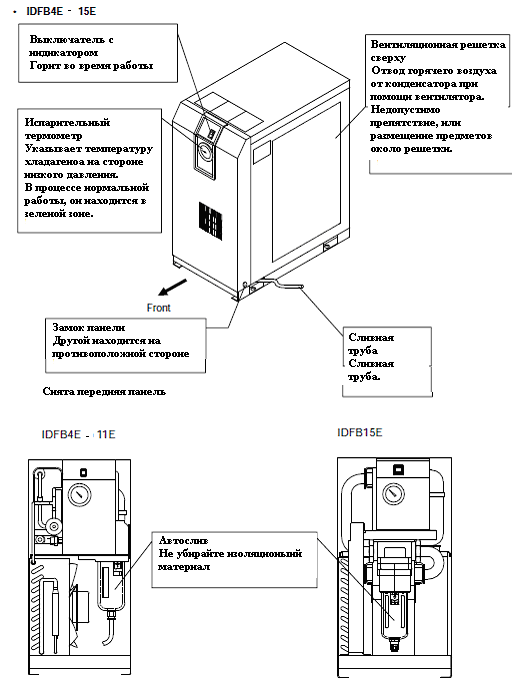 • IDFB4E - 15E
Выключатель с
индикатором
Горит во время работы
Вентиляционная решетка
сверху
Отвод горячего воздуха
от конденсатора при
помощи вентилятора.
Недопустимо
препятствие, или
размещение предметов
около решетки.
Испарительный
термометр
Указывает температуру
хладагеноа на стороне
низкого давления.
В процессе нормальной
работы, он находится в
зеленой зоне.
Front
Замок панели
Другой находится на
противоположной стороне
Сливная
труба
Сливная
труба.
Снята передняя панель
IDFB4E - 11E
IDFB15E
Автослив
Не убирайте изоляционый
материал